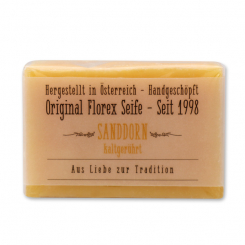 Hergestellt in Österreich - Handgeschöpft
Original Florex Seife - Seit 1998
SANDDORN
kaltgerührt
Aus Liebe zur Tradition